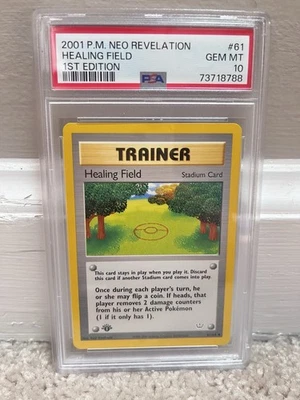 2001 P.M. NEO REVELATION #61
HEALING FIELD GEM MT
1ST EDITION PSA 10
73718788
TRAINER
Healing Field Stadium Card
This card stays in play when you play it. Discard
this card if another Stadium card comes into play.
Once during each player's turn, he
or she may flip a coin. If heads, that
player removes 2 damage counters
from his or her Active Pokémon
(1 if it only has 1).